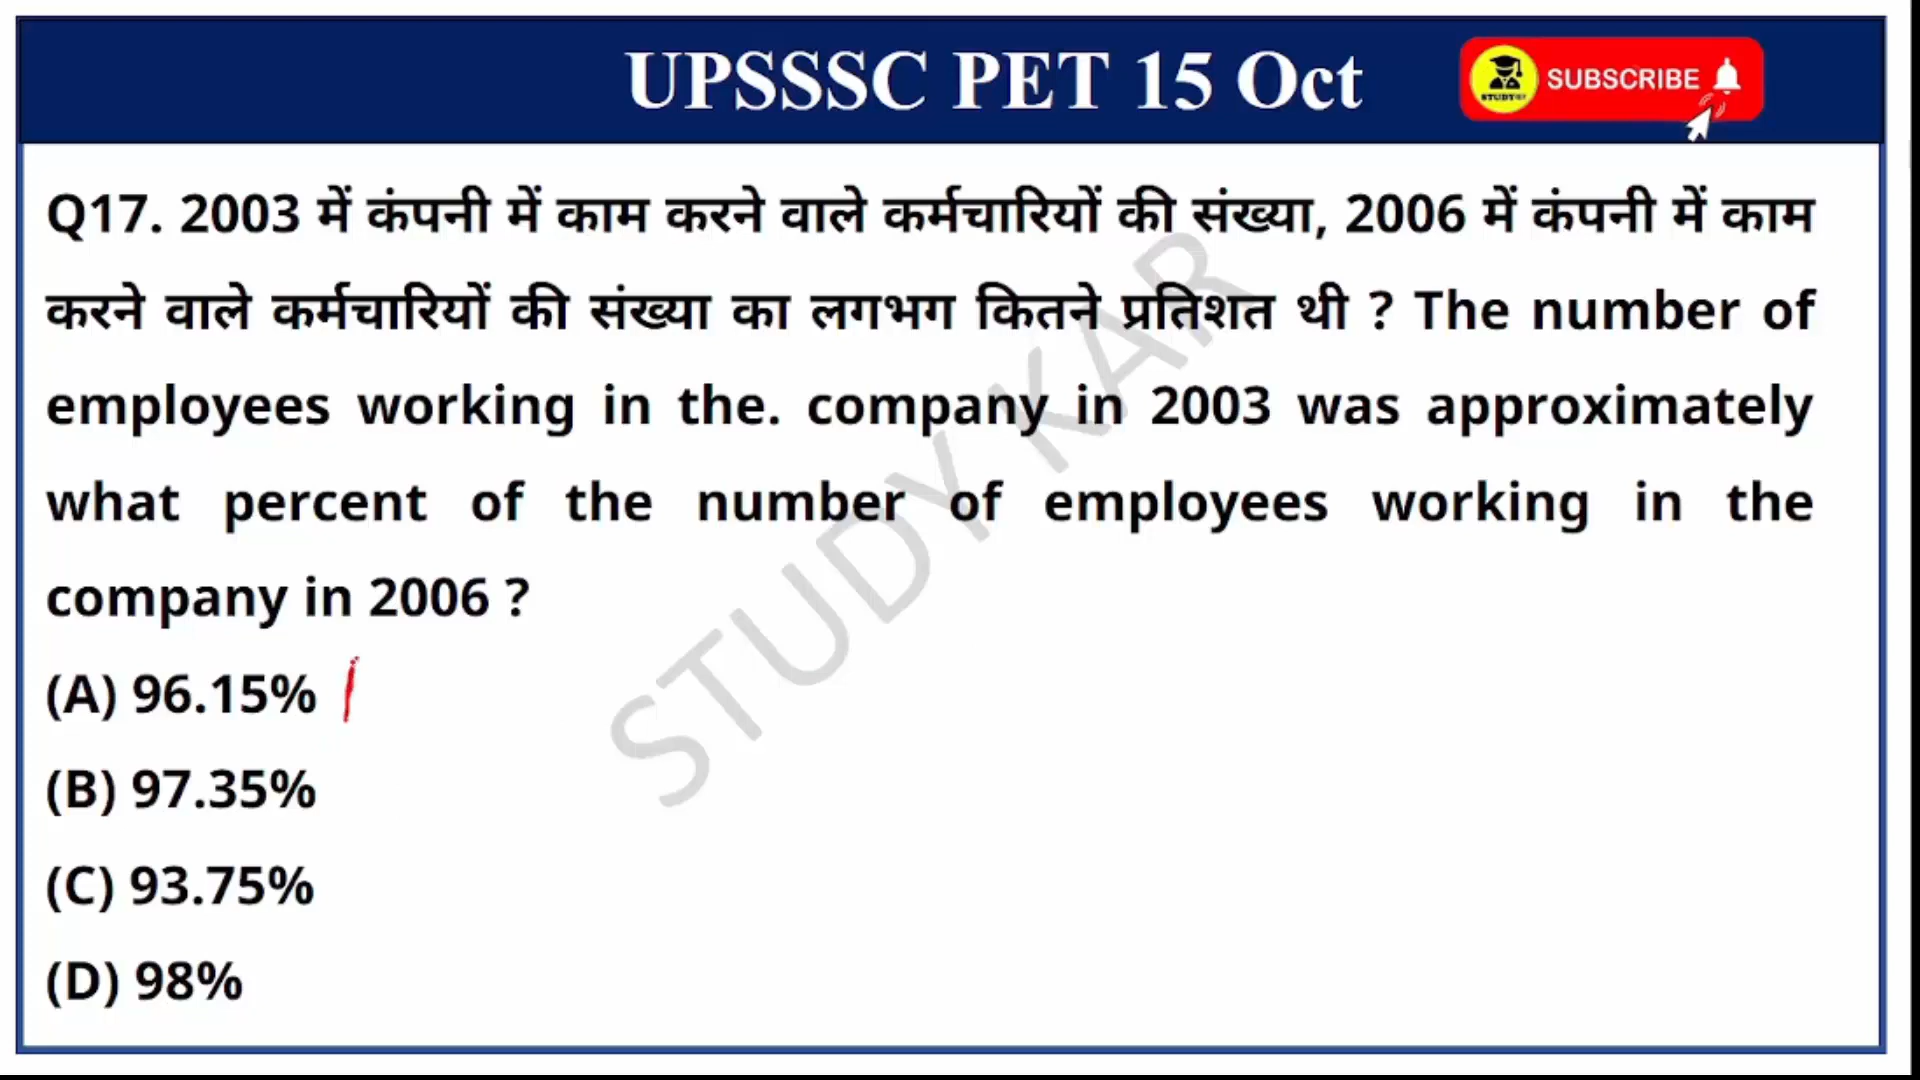 UPSSSC PET 15 Oct
SUBSCRIBE
Q17. 2003 में कंपनी में काम करने वाले कर्मचारियों की संख्या, 2006 में कंपनी में काम
करने वाले कर्मचारियों की संख्या का लगभग कितने प्रतिशत थी ? The number of
employees working in the. company in 2003 was approximately
what percent of the number of employees working in the
company in 2006 ?
(A) 96.15%
(B) 97.35%
(C) 93.75%
(D) 98%
STUDY KAR